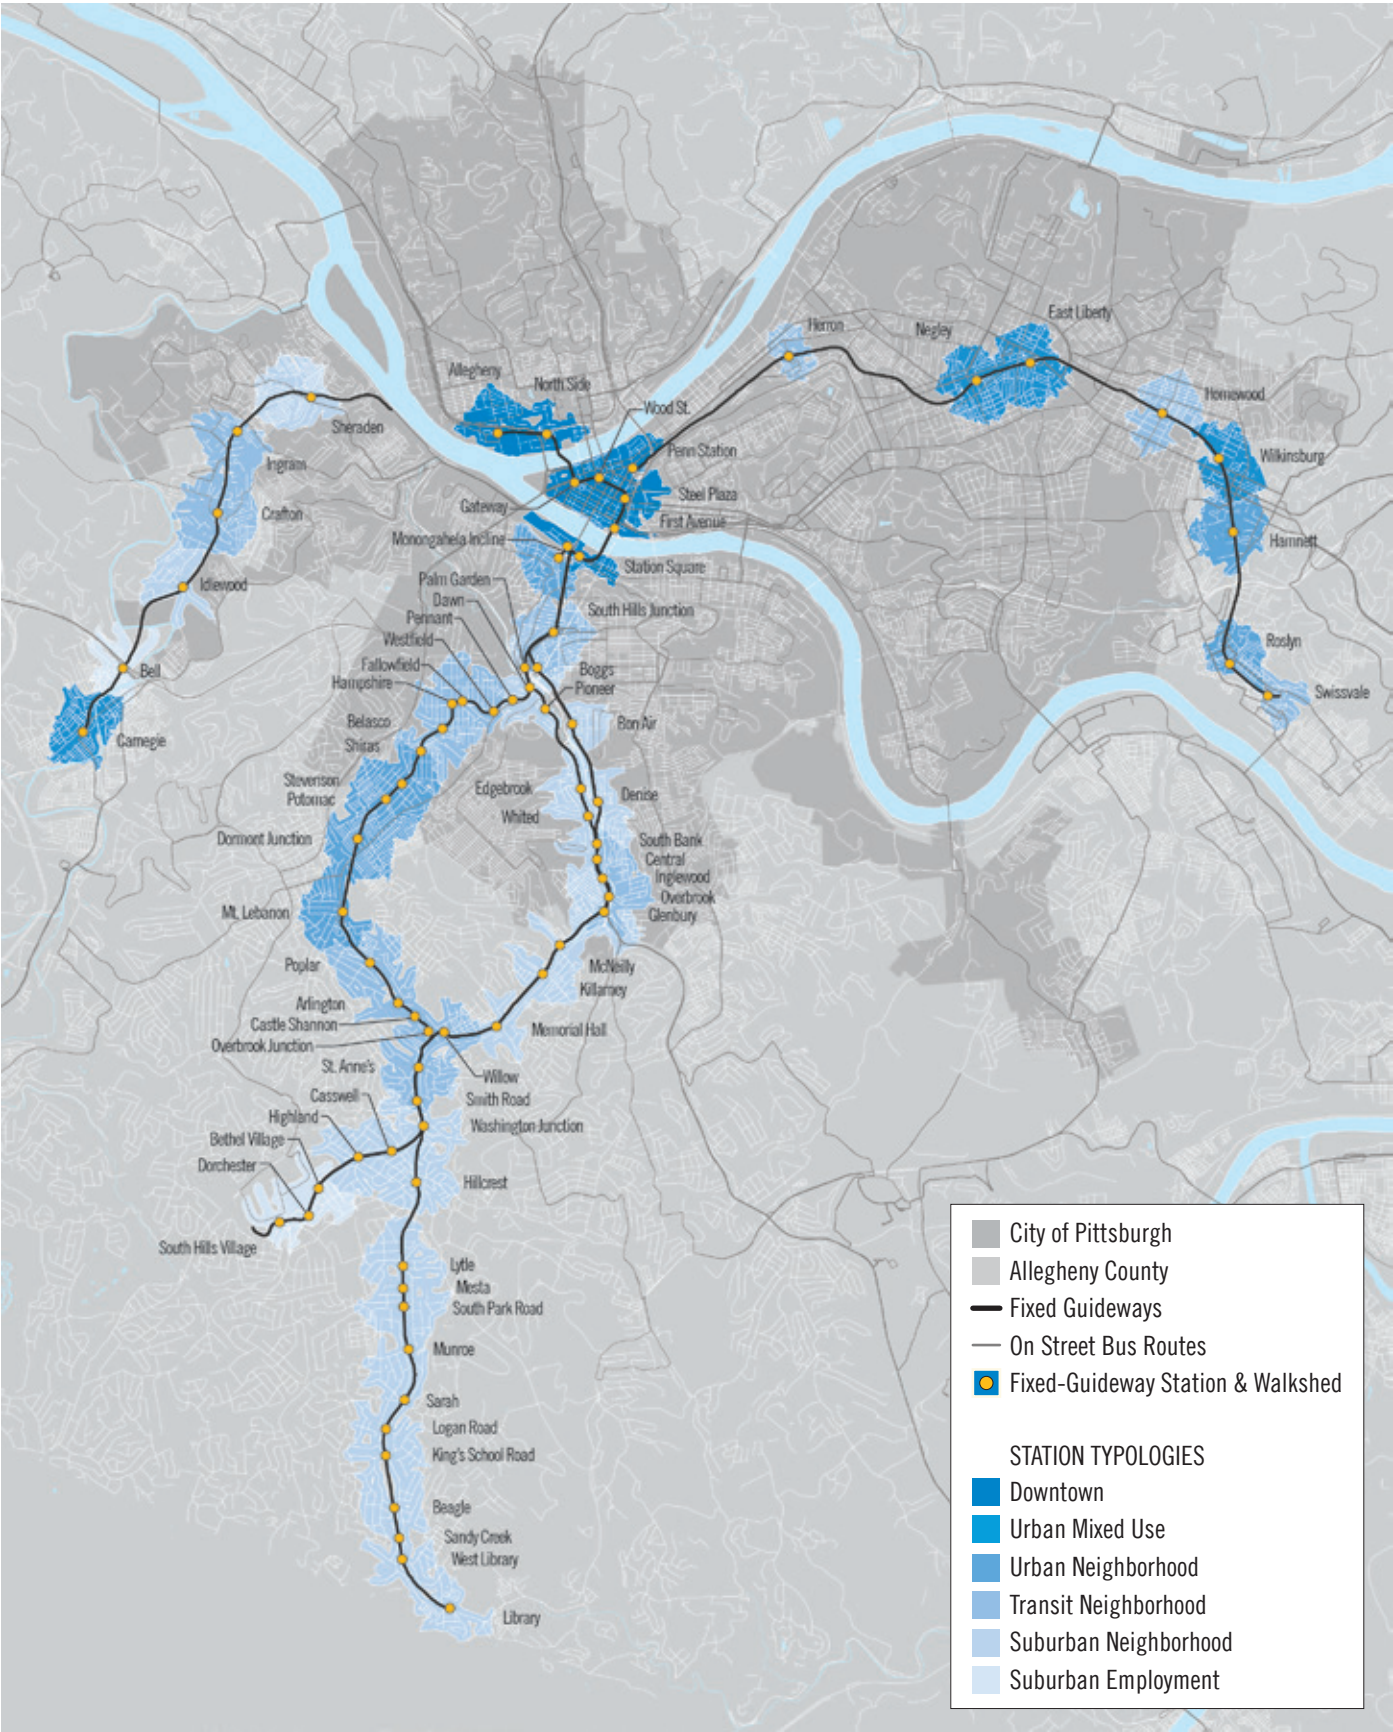 Herron
Negley
East Liberty
Allegheny
North Side
Wood St.
Homewood
Sheraden
Penn Station
Wilkinsburg
Ingram
Steel Plaza
Gateway
Crafton
First Avenue
Monongahela Incline
Hamnett
Station Square
Palm Garden
Idlewood
Dawn
South Hills Junction
Pennant
Westfield
Roslyn
Fallowfield
Bell
Boggs
Hampshire
Pioneer
Swissvale
Belasco
Bon Air
Carnegie
Shiras
Stevenson
Edgebrook
Denise
Potomac
Whited
Dormont Junction
South Bank
Central
Inglewood
Overbrook
Mt. Lebanon
Glenbury
Poplar
McNeilly
Killarney
Arlington
Castle Shannon
Memorial Hall
Overbrook Junction
St. Anne's
Willow
Casswell
Smith Road
Highland
Washington Junction
Bethel Village
Dorchester
Hillcrest
South Hills Village
Lytle
Mesta
South Park Road
Munroe
Sarah
Logan Road
King's School Road
Beagle
Sandy Creek
West Library
Library
City of Pittsburgh
Allegheny County
Fixed Guideways
On Street Bus Routes
Fixed-Guideway Station & Walkshed
STATION TYPOLOGIES
Downtown
Urban Mixed Use
Urban Neighborhood
Transit Neighborhood
Suburban Neighborhood
Suburban Employment